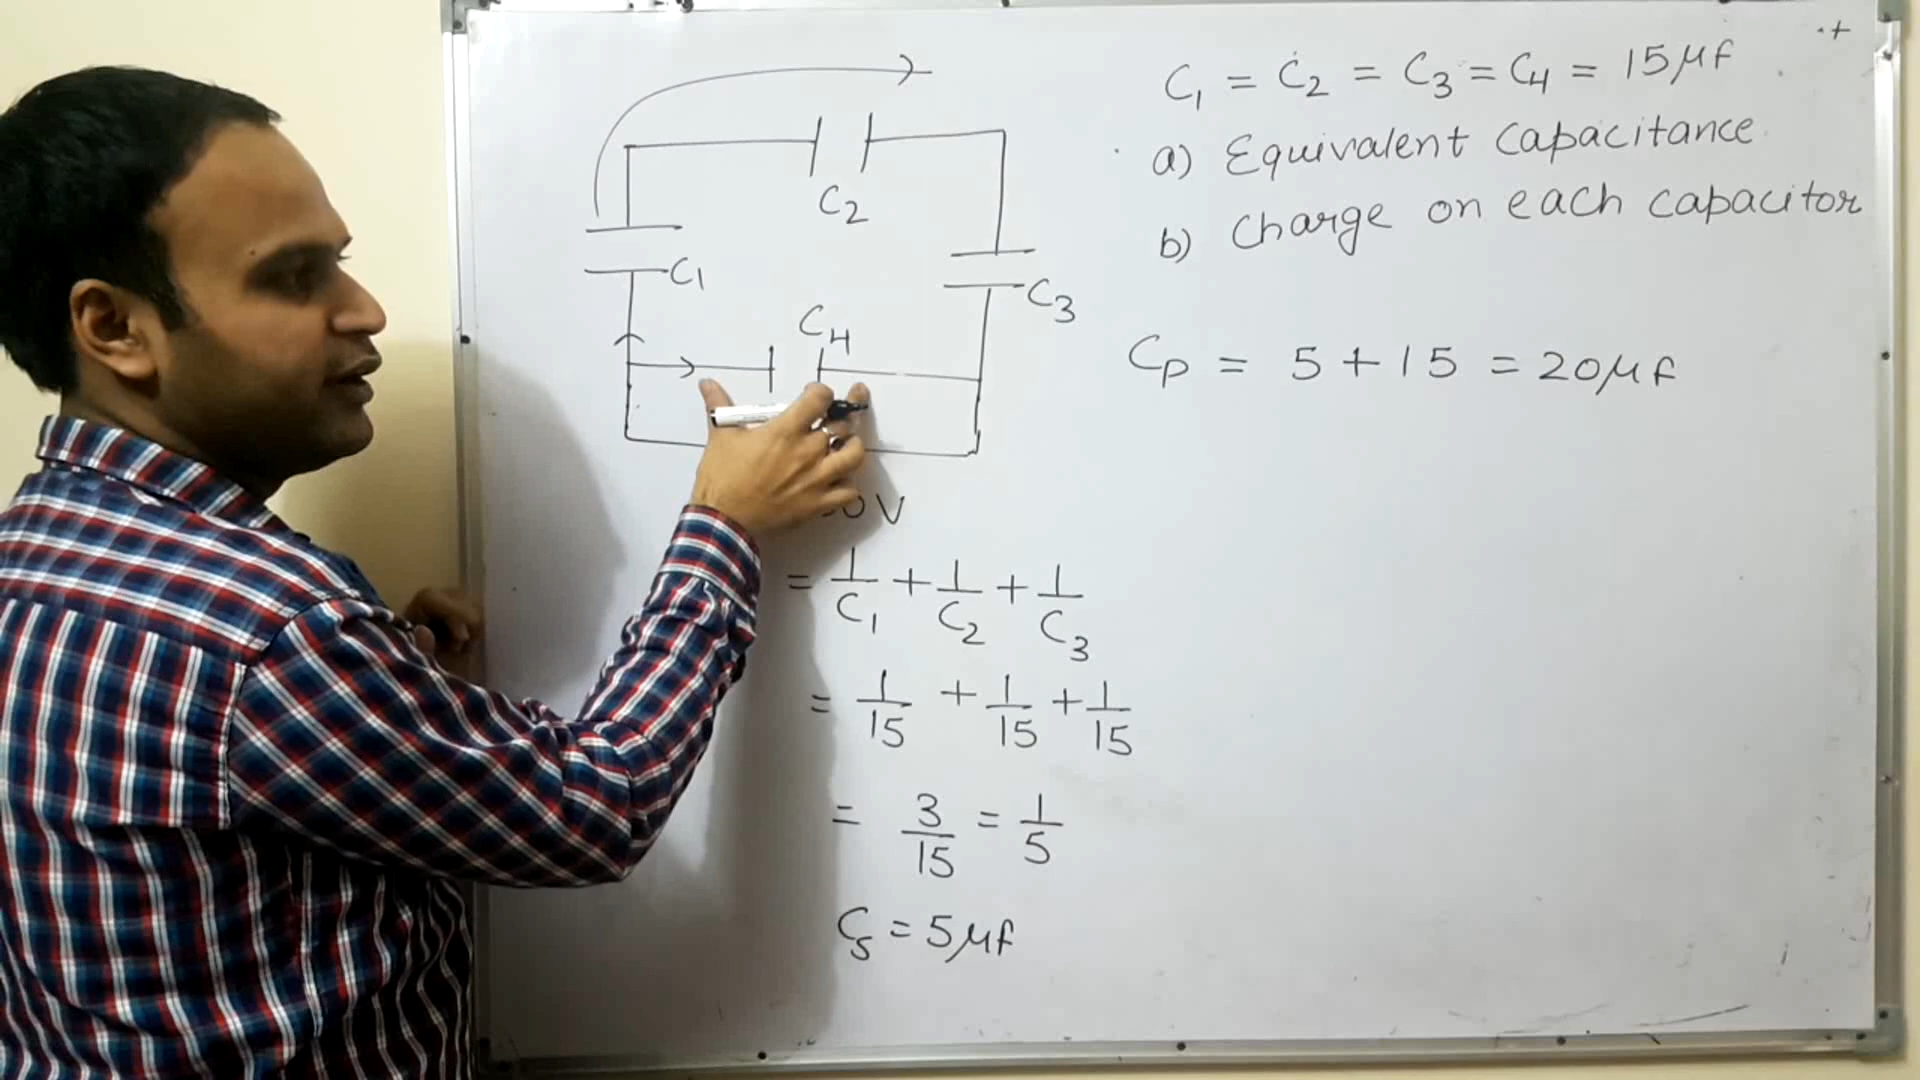 C₁ = C₂ = C₃ = C₄ = 15μf
a) Equivalent Capacitance
b) Charge on each capacitor
C₂
C₁
C₃
C₄
Cp = 5 + 15 = 20μf
0V
= 1/C₁ + 1/C₂ + 1/C₃
= 1/15 + 1/15 + 1/15
= 3/15 = 1/5
Cs = 5μf